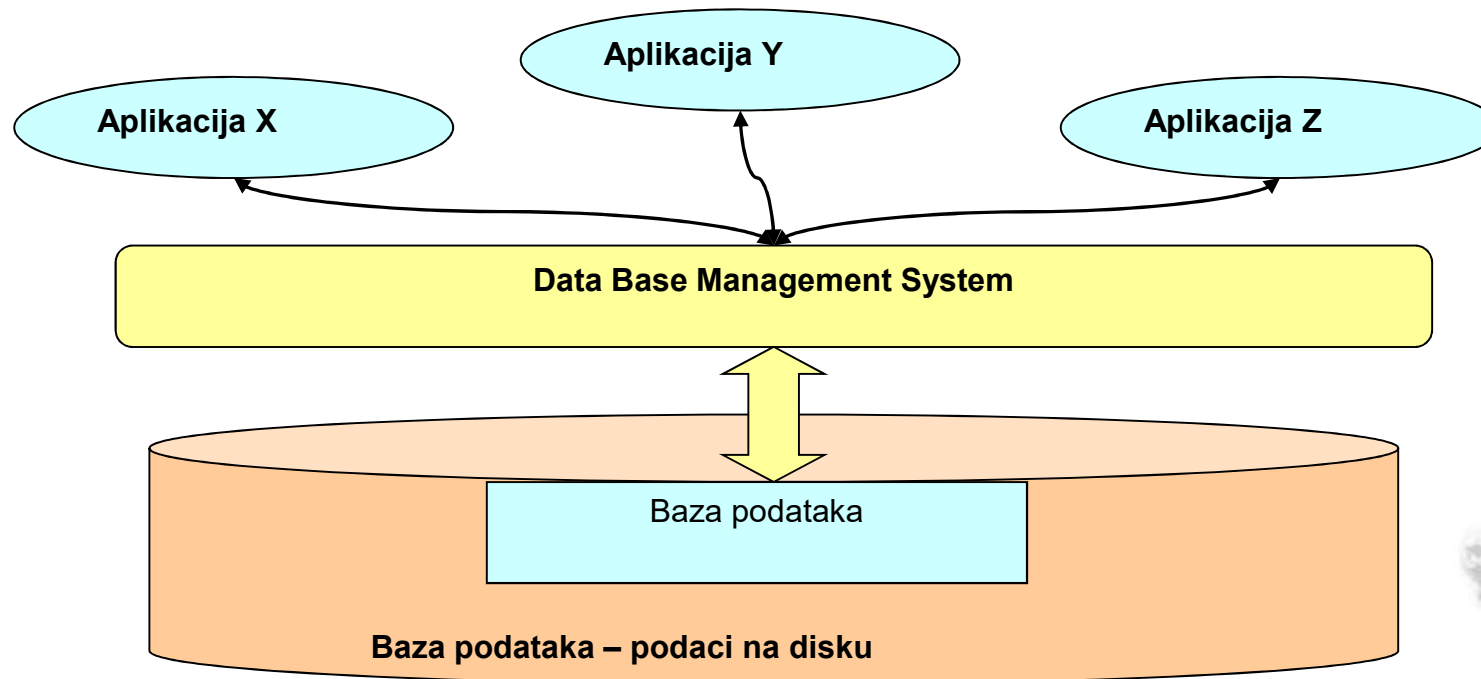 Aplikacija X
Aplikacija Y
Aplikacija Z
Data Base Management System
Baza podataka
Baza podataka – podaci na disku